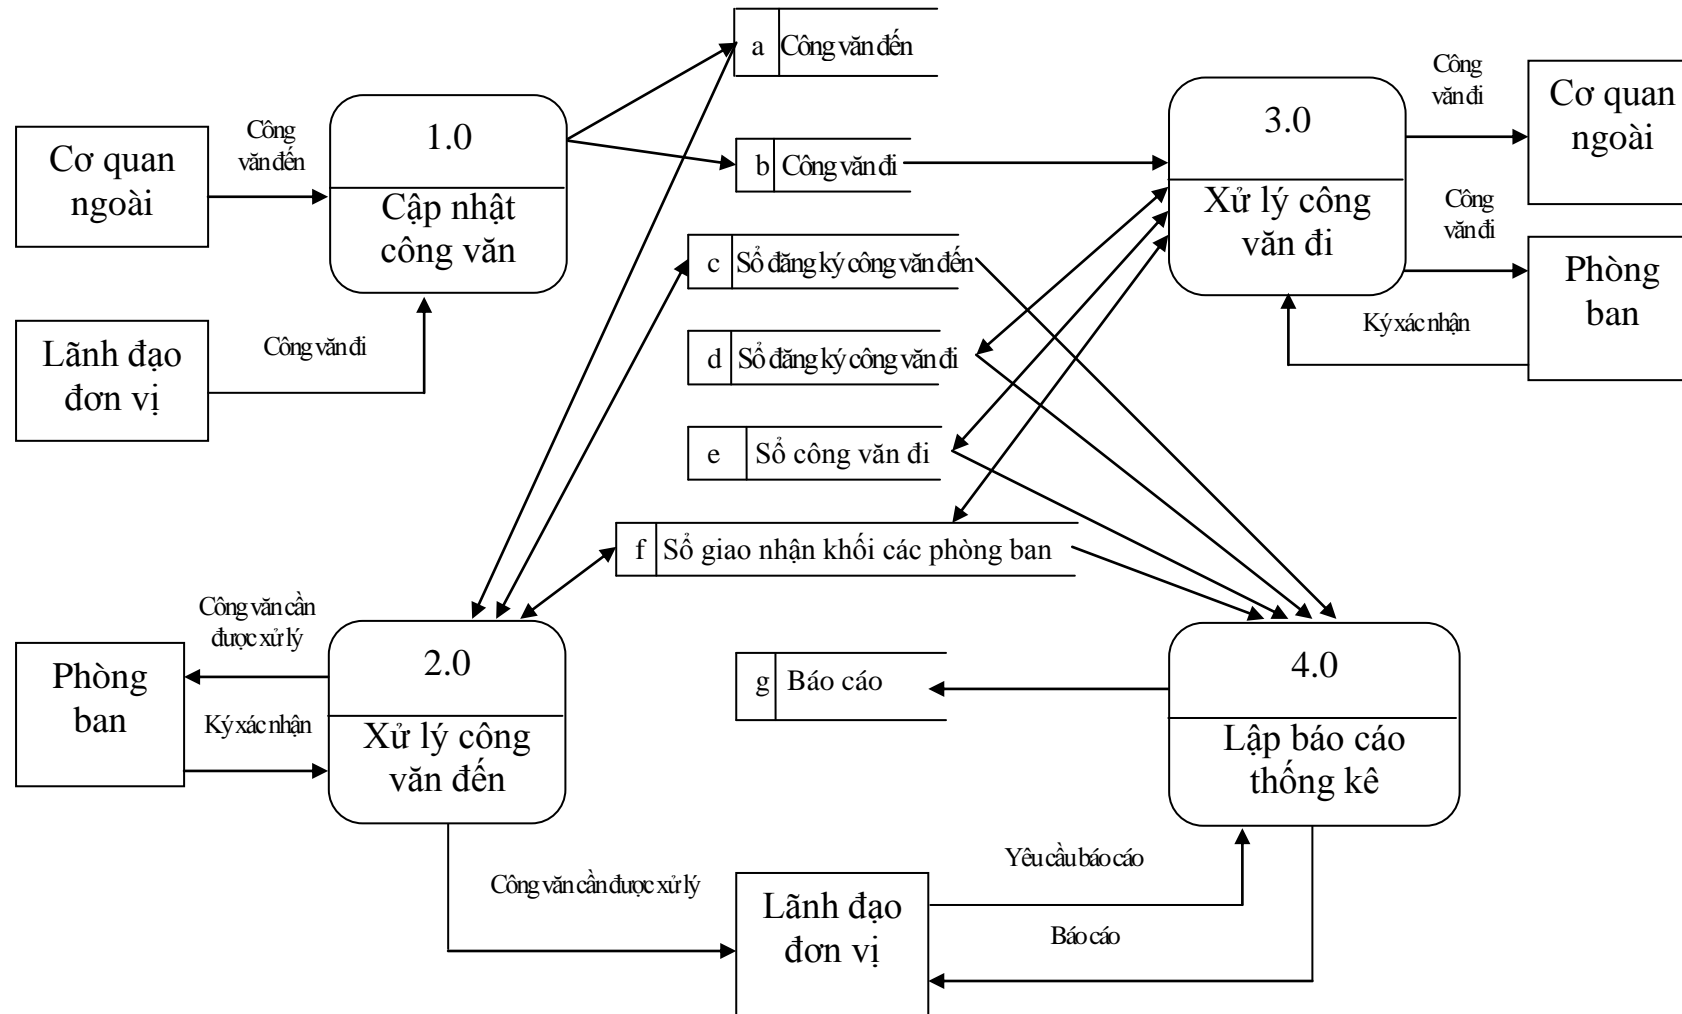 a
Công văn đến
Công
văn đến
Cơ quan
ngoài
1.0
Cập nhật
công văn
b
Công văn đi
3.0
Xử lý công
văn đi
Công
văn đi
Cơ quan
ngoài
Công
văn đi
Phòng
ban
Ký xác nhận
c
Sổ đăng ký công văn đến
Lãnh đạo
đơn vị
Công văn đi
d
Sổ đăng ký công văn đi
e
Sổ công văn đi
f
Sổ giao nhận khối các phòng ban
Công văn cần
được xử lý
Phòng
ban
Ký xác nhận
2.0
Xử lý công
văn đến
g
Báo cáo
4.0
Lập báo cáo
thống kê
Công văn cần được xử lý
Lãnh đạo
đơn vị
Yêu cầu báo cáo
Báo cáo